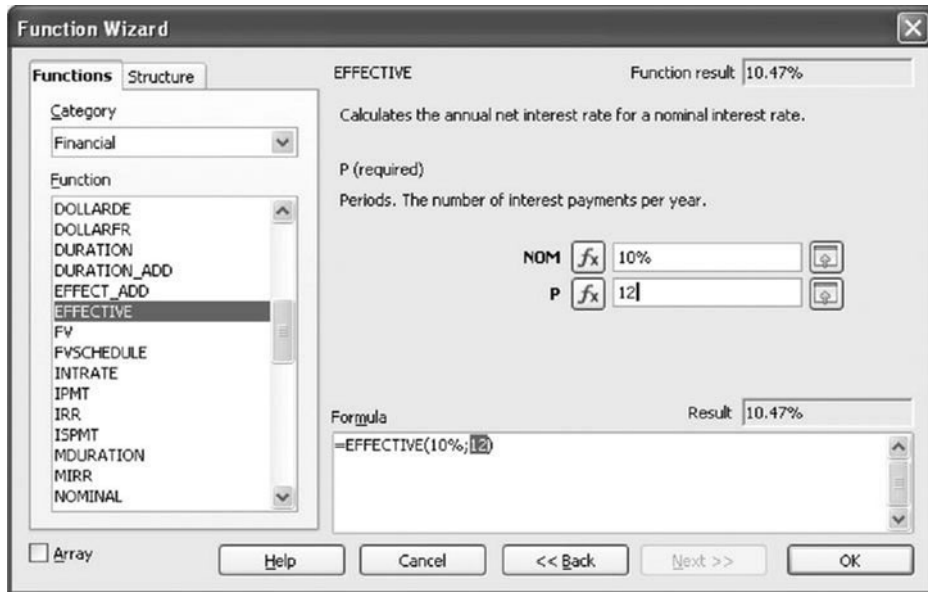 Function Wizard
Functions Structure
Category
Financial
Function
DOLLARDE
DOLLARFR
DURATION
DURATION_ADD
EFFECT_ADD
EFFECTIVE
FV
FVSCHEDULE
INTRATE
IPMT
IRR
ISPMT
MDURATION
MIRR
NOMINAL
EFFECTIVE Function result 10.47%
Calculates the annual net interest rate for a nominal interest rate.
P (required)
Periods. The number of interest payments per year.
NOM fx 10%
P fx 12
Formula Result 10.47%
=EFFECTIVE(10%;12)
Array Help Cancel << Back Next >> OK